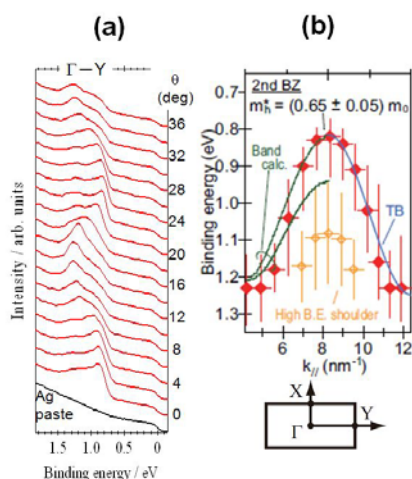 (a)
Γ — Y
θ
(deg)
36
32
28
24
20
16
12
8
4
0
Ag
paste
Intensity / arb. units
1.5 1.0 0.5 0
Binding energy / eV
(b)
2nd BZ
m*h = (0.65 ± 0.05) m0
Band
calc.
TB
High B.E. shoulder
Binding energy (eV)
0.7
0.8
0.9
1.0
1.1
1.2
1.3
6 8 10 12
k// (nm-1)
X
Γ
Y